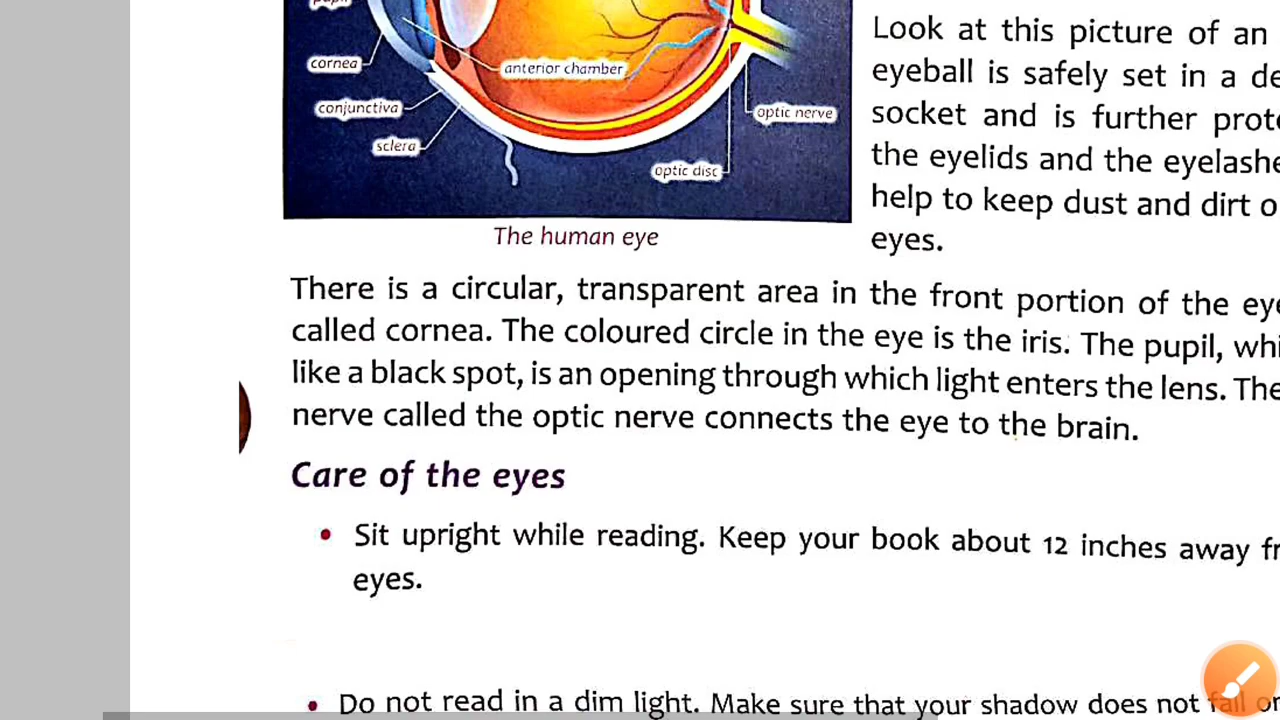 cornea
anterior chamber
conjunctiva
optic nerve
sclera
optic disc
The human eye
Look at this picture of an
eyeball is safely set in a
socket and is further
the eyelids and the
help to keep dust and dirt
eyes.
There is a circular, transparent area in the front portion of the
called cornea. The coloured circle in the eye is the iris. The pupil,
like a black spot, is an opening through which light enters the lens. The
nerve called the optic nerve connects the eye to the brain.
Care of the eyes
Sit upright while reading. Keep your book about 12 inches away
eyes.
Do not read in a dim light. Make sure that your shadow does not fall